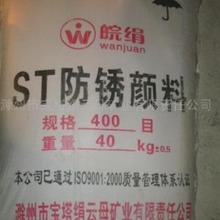 皖绢
wanjuan
ST防锈颜料
规格 400 目
重量 40 kg±0.5
本公司已通过ISO9001-2000质量管理体系认证
滁州市宝塔绢云母矿业有限责任公司